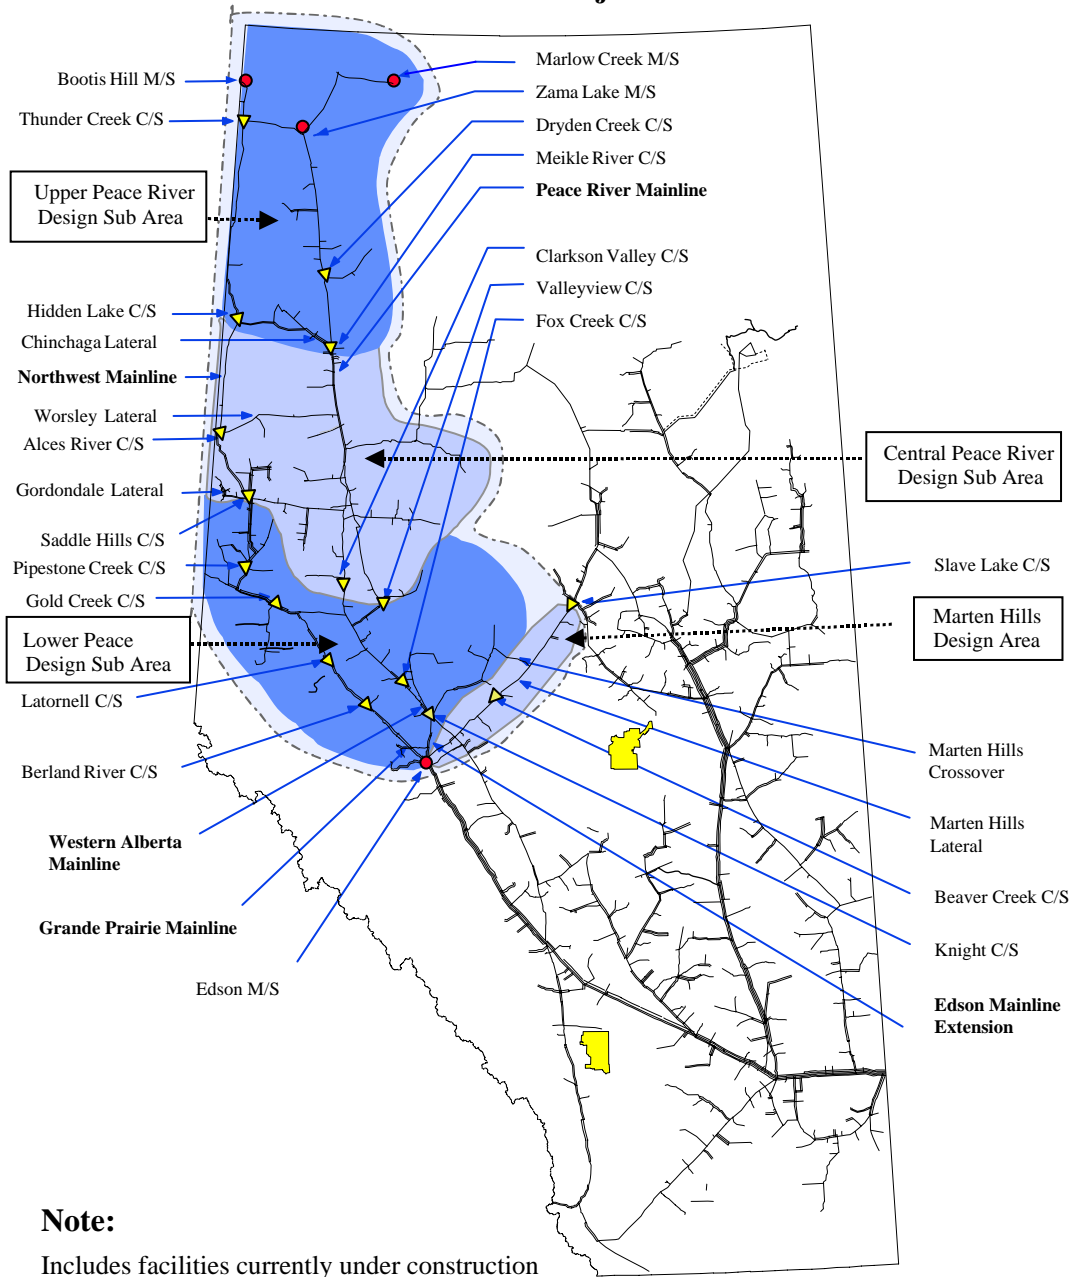 Bootis Hill M/S
Thunder Creek C/S
Upper Peace River
Design Sub Area
Hidden Lake C/S
Chinchaga Lateral
Northwest Mainline
Worsley Lateral
Alces River C/S
Gordondale Lateral
Saddle Hills C/S
Pipestone Creek C/S
Gold Creek C/S
Lower Peace
Design Sub Area
Latornell C/S
Berland River C/S
Western Alberta
Mainline
Grande Prairie Mainline
Edson M/S
Marlow Creek M/S
Zama Lake M/S
Dryden Creek C/S
Meikle River C/S
Peace River Mainline
Clarkson Valley C/S
Valleyview C/S
Fox Creek C/S
Central Peace River
Design Sub Area
Slave Lake C/S
Marten Hills
Design Area
Marten Hills
Crossover
Marten Hills
Lateral
Beaver Creek C/S
Knight C/S
Edson Mainline
Extension
Note:
Includes facilities currently under construction